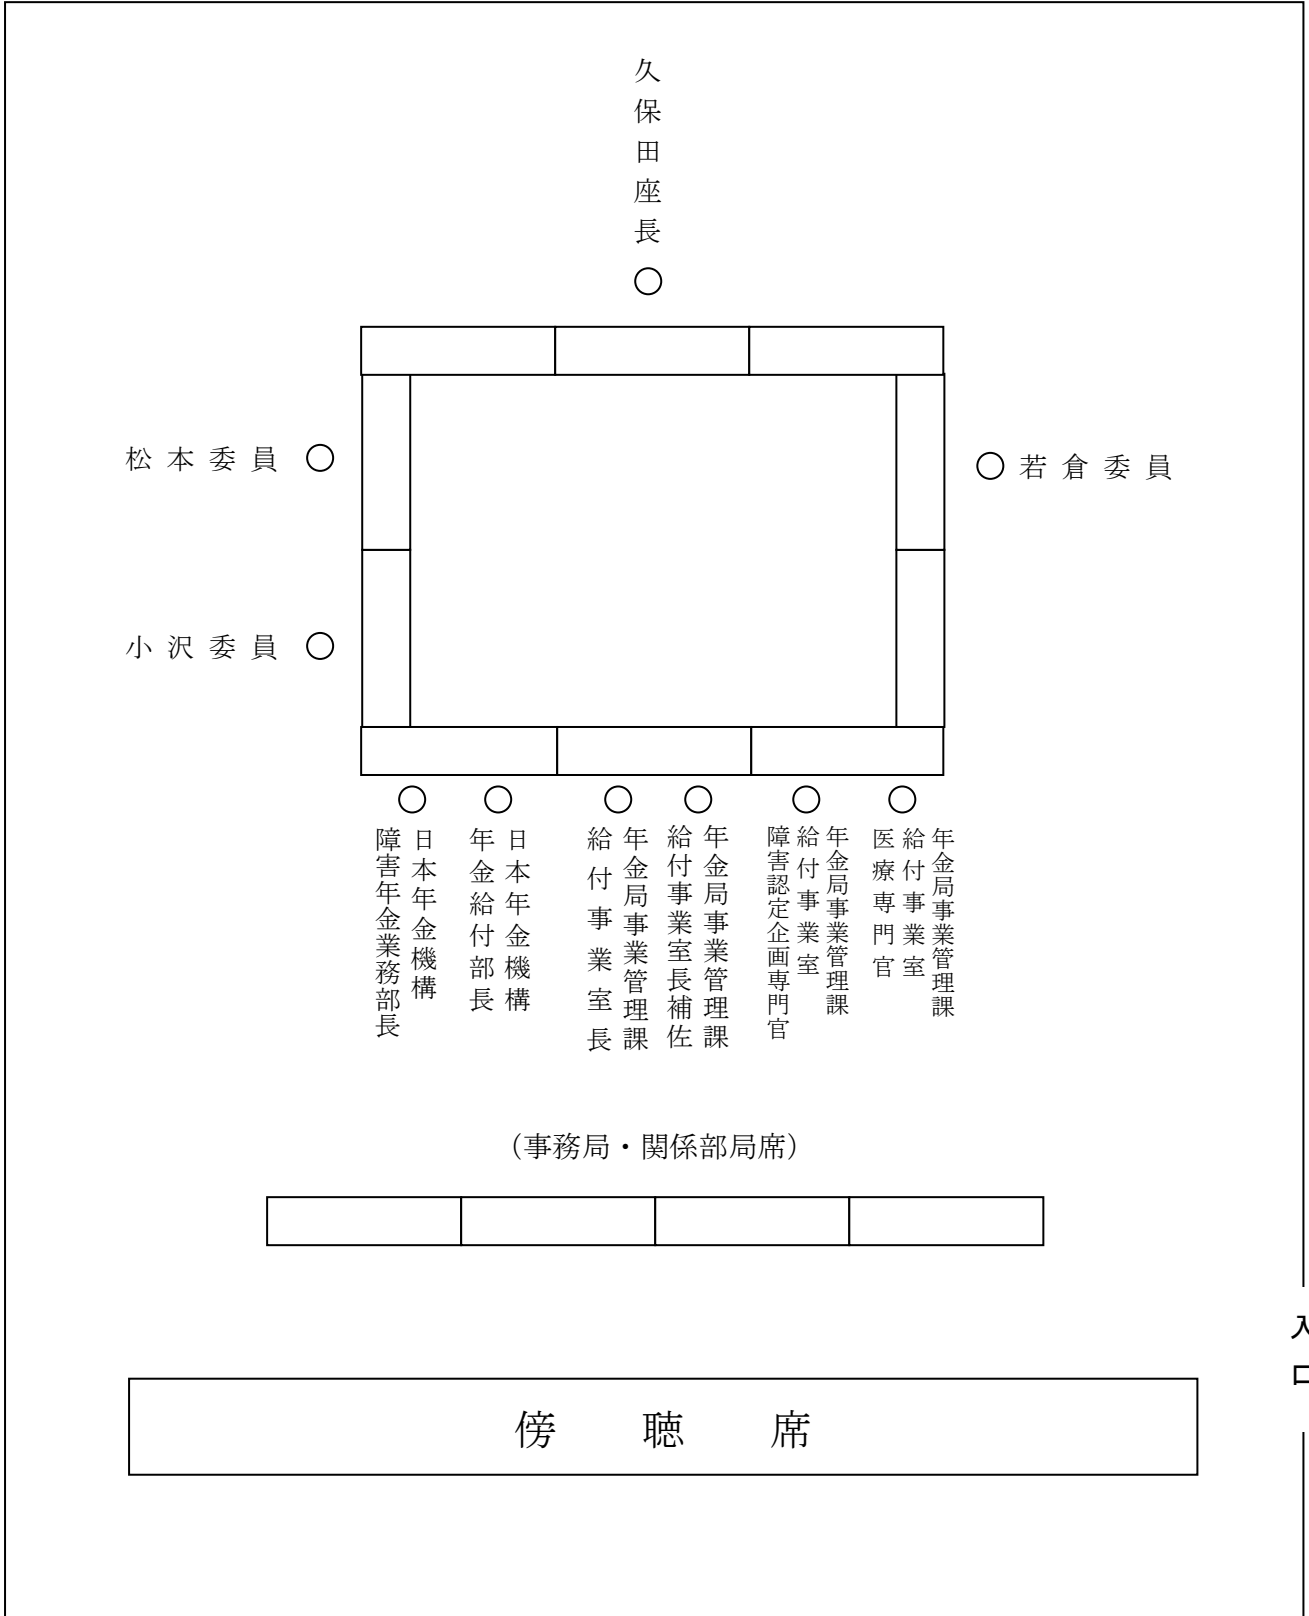 久保田座長
松本委員
若倉委員
小沢委員
日本年金機構
障害年金業務部長
日本年金機構
年金給付部長
年金局事業管理課
給付事業室長
年金局事業管理課
給付事業室長補佐
年金局事業管理課
給付事業室
障害認定企画専門官
年金局事業管理課
給付事業室
医療専門官
（事務局・関係部局席）
入口
傍聴席